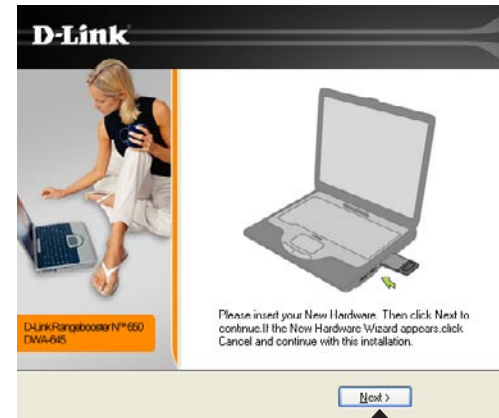 D-Link
Please insert your New Hardware. Then click Next to
continue.If the New Hardware Wizard appears,click
Cancel and continue with this installation.
D-Link Rangebooster N™ 650
DWA-645
Next >